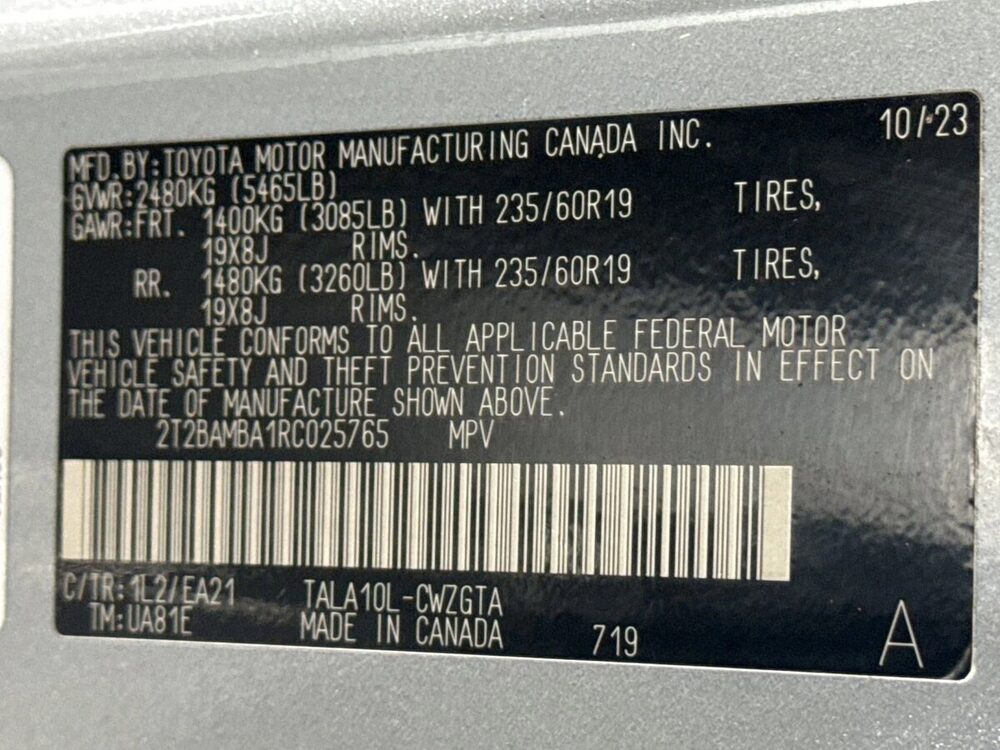 10/23
MFD.BY:TOYOTA MOTOR MANUFACTURING CANADA INC.
GVWR:2480KG (5465LB)
GAWR:FRT. 1400KG (3085LB) WITH 235/60R19 TIRES,
19X8J RIMS.
RR. 1480KG (3260LB) WITH 235/60R19 TIRES,
19X8J RIMS.
THIS VEHICLE CONFORMS TO ALL APPLICABLE FEDERAL MOTOR
VEHICLE SAFETY AND THEFT PREVENTION STANDARDS IN EFFECT ON
THE DATE OF MANUFACTURE SHOWN ABOVE.
2T2BAMBA1RC025765 MPV
C/TR:1L2/EA21 TALA10L-CWZGTA
TM:UA81E MADE IN CANADA 719 A